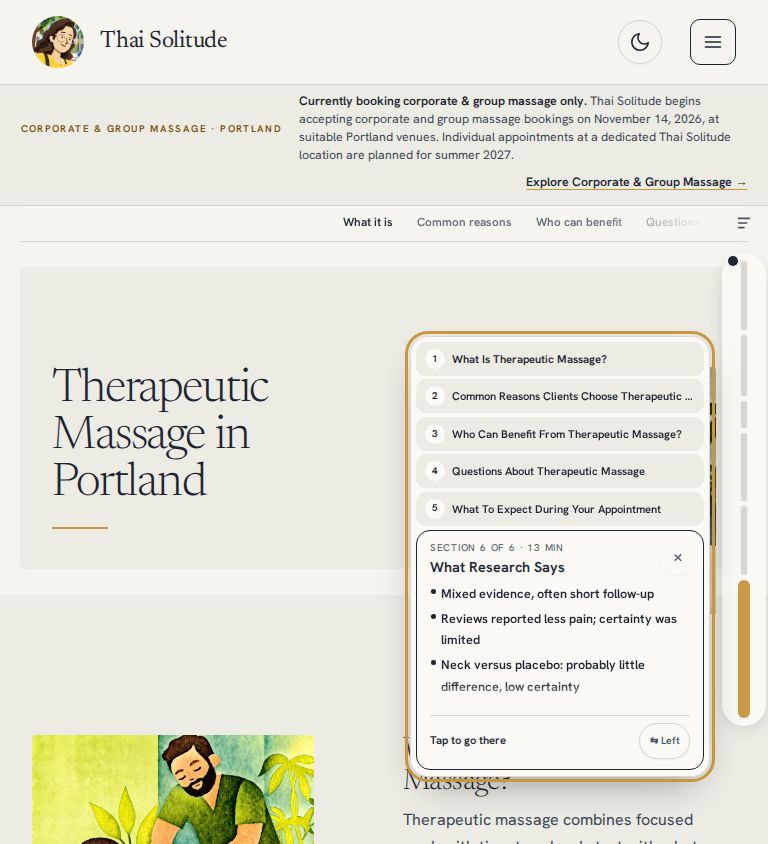 Thai Solitude
CORPORATE & GROUP MASSAGE · PORTLAND
Currently booking corporate & group massage only. Thai Solitude begins
accepting corporate and group massage bookings on November 14, 2026, at
suitable Portland venues. Individual appointments at a dedicated Thai Solitude
location are planned for summer 2027.
Explore Corporate & Group Massage →
What it is Common reasons Who can benefit Questions
Therapeutic
Massage in
Portland
1 What Is Therapeutic Massage?
2 Common Reasons Clients Choose Therapeutic ...
3 Who Can Benefit From Therapeutic Massage?
4 Questions About Therapeutic Massage
5 What To Expect During Your Appointment
SECTION 6 OF 6 · 13 MIN
What Research Says
• Mixed evidence, often short follow-up
• Reviews reported less pain; certainty was
limited
• Neck versus placebo: probably little
difference, low certainty
Tap to go there
⇆ Left
Massage?
Therapeutic massage combines focused